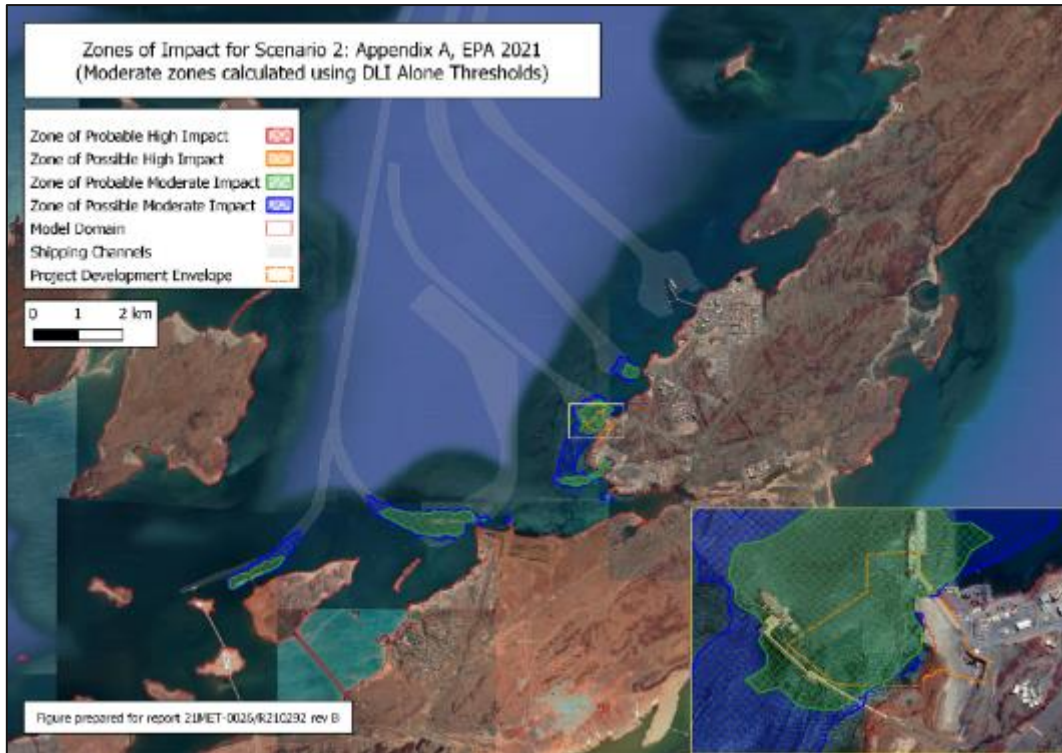 Zones of Impact for Scenario 2: Appendix A, EPA 2021
(Moderate zones calculated using DLI Alone Thresholds)
Zone of Probable High Impact
Zone of Possible High Impact
Zone of Probable Moderate Impact
Zone of Possible Moderate Impact
Model Domain
Shipping Channels
Project Development Envelope
0 1 2 km
Figure prepared for report 21MET-0026/R210292 rev B